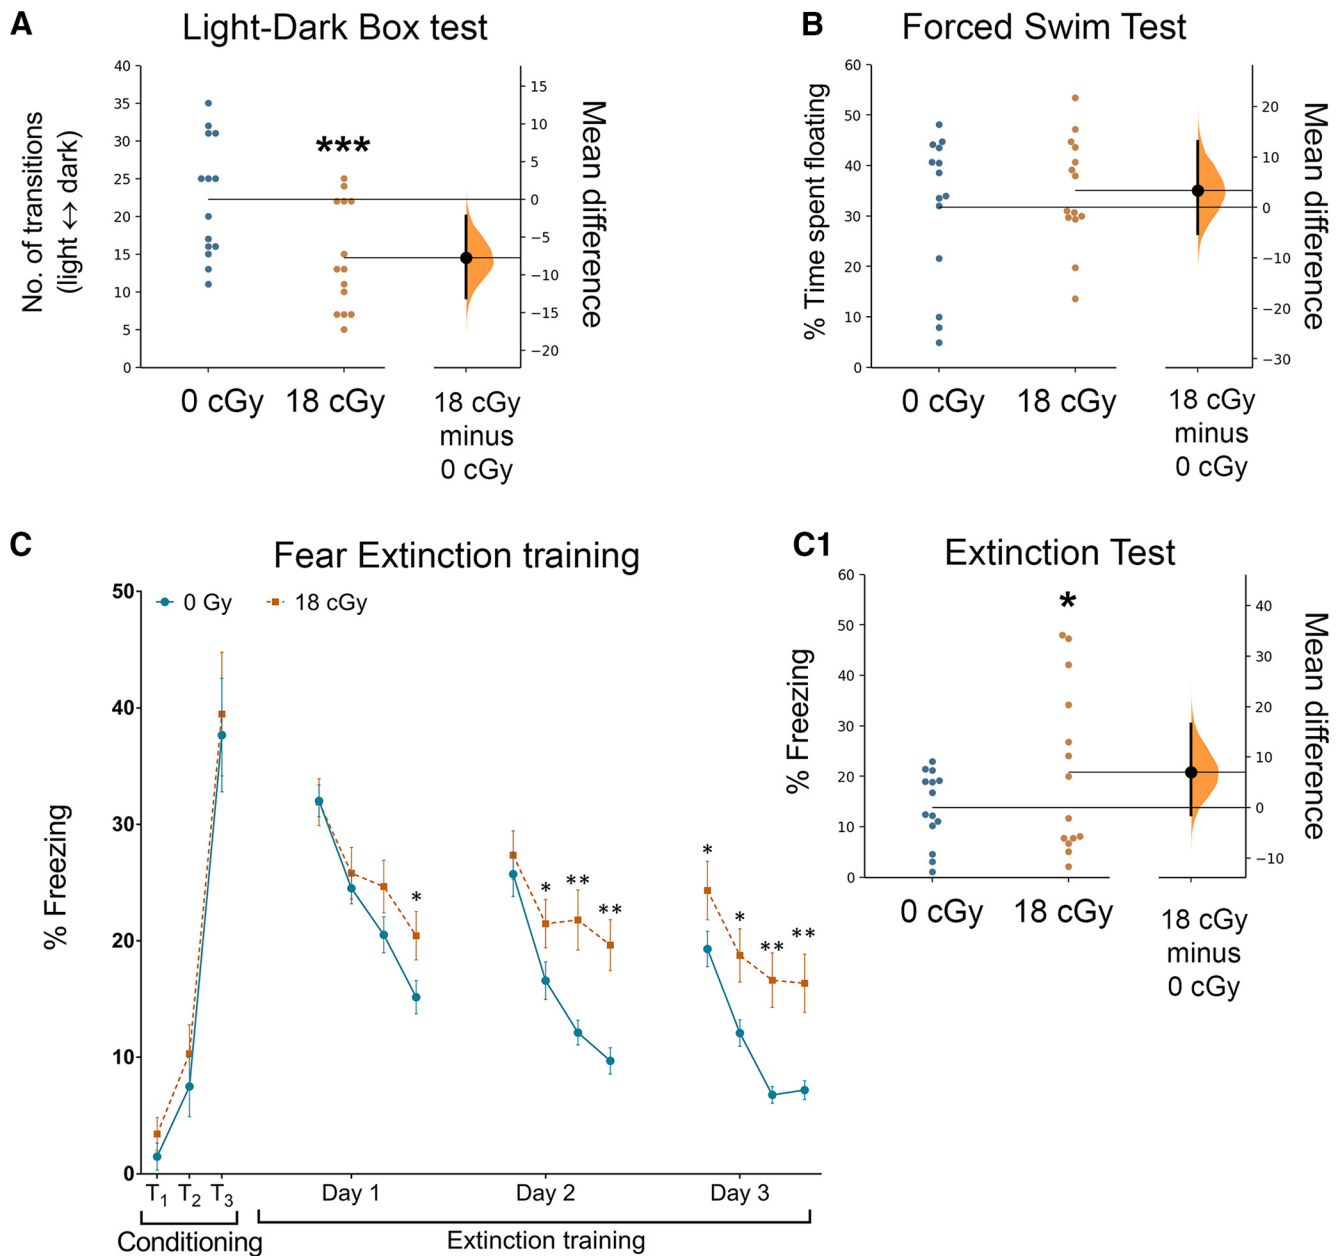 A
Light-Dark Box test
No. of transitions
(light ↔ dark)
40
35
30
25
20
15
10
5
0
***
15
10
5
0
−5
−10
−15
−20
Mean difference
0 cGy
18 cGy
18 cGy
minus
0 cGy
B
Forced Swim Test
% Time spent floating
60
50
40
30
20
10
0
20
10
0
−10
−20
−30
Mean difference
0 cGy
18 cGy
18 cGy
minus
0 cGy
C
Fear Extinction training
0 Gy
18 cGy
% Freezing
50
40
30
20
10
0
*
*
**
**
*
*
**
**
T1
T2
T3
Day 1
Day 2
Day 3
Conditioning
Extinction training
C1
Extinction Test
% Freezing
60
50
40
30
20
10
0
*
40
30
20
10
0
−10
Mean difference
0 cGy
18 cGy
18 cGy
minus
0 cGy